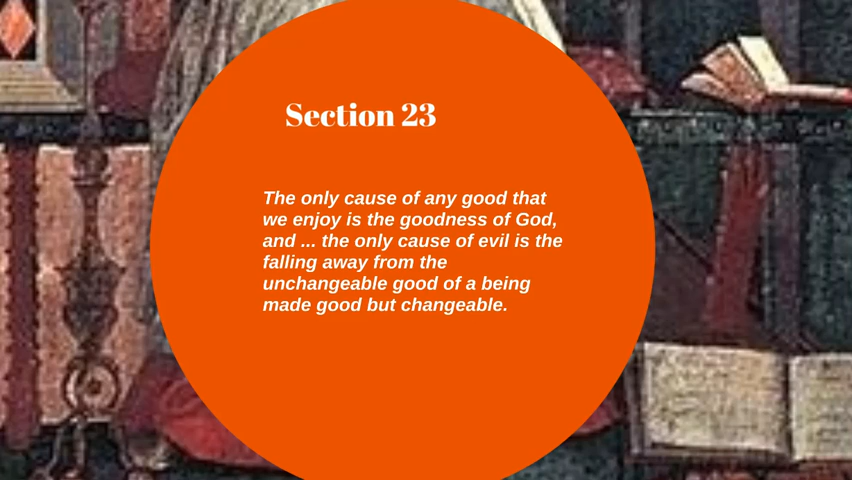 Section 23
The only cause of any good that
we enjoy is the goodness of God,
and ... the only cause of evil is the
falling away from the
unchangeable good of a being
made good but changeable.